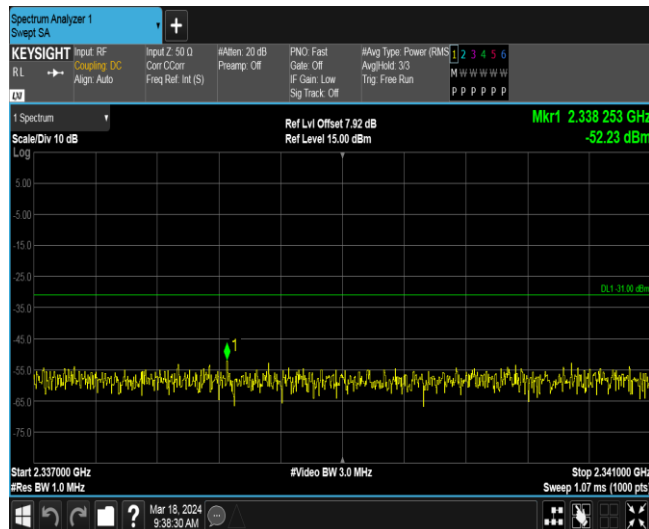 Spectrum Analyzer 1
Swept SA
KEYSIGHT
RL
LXI
Input: RF
Coupling: DC
Align: Auto
Input Z: 50 Ω
Corr CCorr
Freq Ref: Int (S)
#Atten: 20 dB
Preamp: Off
PNO: Fast
Gate: Off
IF Gain: Low
Sig Track: Off
#Avg Type: Power (RMS
Avg|Hold: 3/3
Trig: Free Run
1 2 3 4 5 6
M W W W W W
P P P P P P
1 Spectrum
Scale/Div 10 dB
Log
Ref Lvl Offset 7.92 dB
Ref Level 15.00 dBm
Mkr1 2.338 253 GHz
-52.23 dBm
5.00
-5.00
-15.0
-25.0
DL1 -31.00 dBm
-35.0
-45.0
1
-55.0
-65.0
-75.0
Start 2.337000 GHz
#Res BW 1.0 MHz
#Video BW 3.0 MHz
Stop 2.341000 GHz
Sweep 1.07 ms (1000 pts)
?
Mar 18, 2024
9:38:30 AM